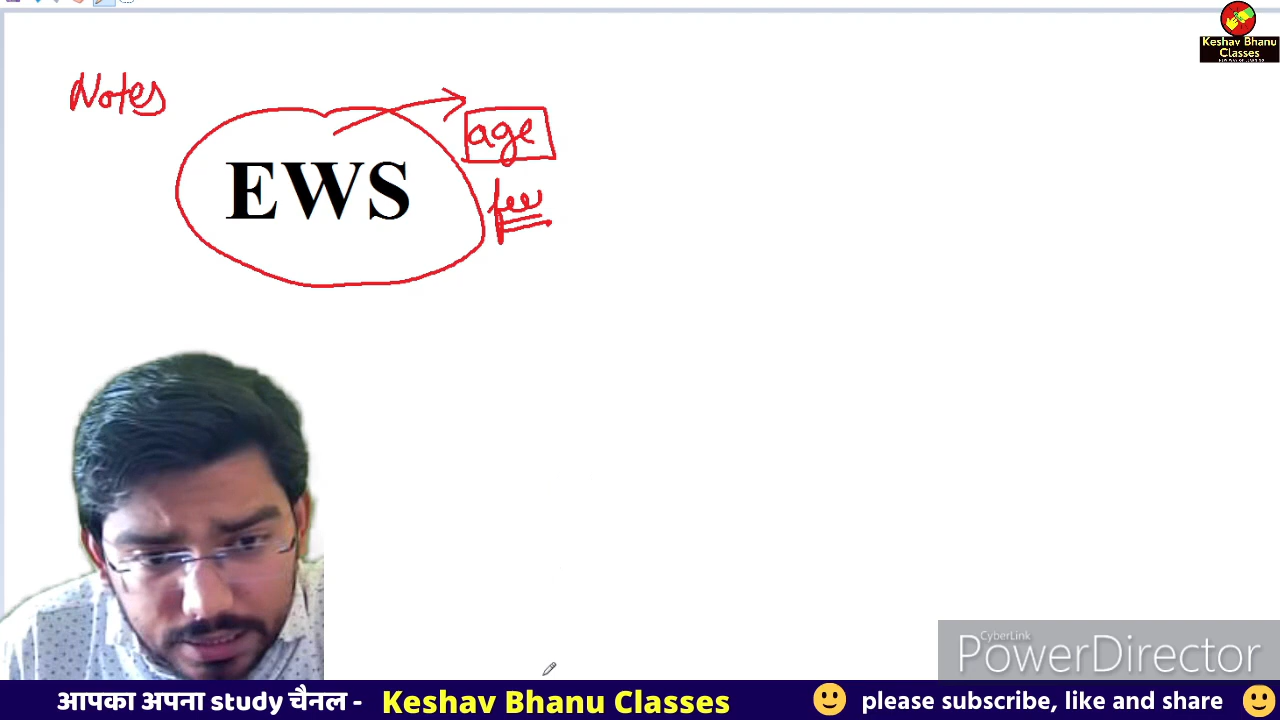 Keshav Bhanu
Classes
Notes
age
EWS
fee
CyberLink
PowerDirector
आपका अपना study चैनल - Keshav Bhanu Classes 🙂 please subscribe, like and share 🙂